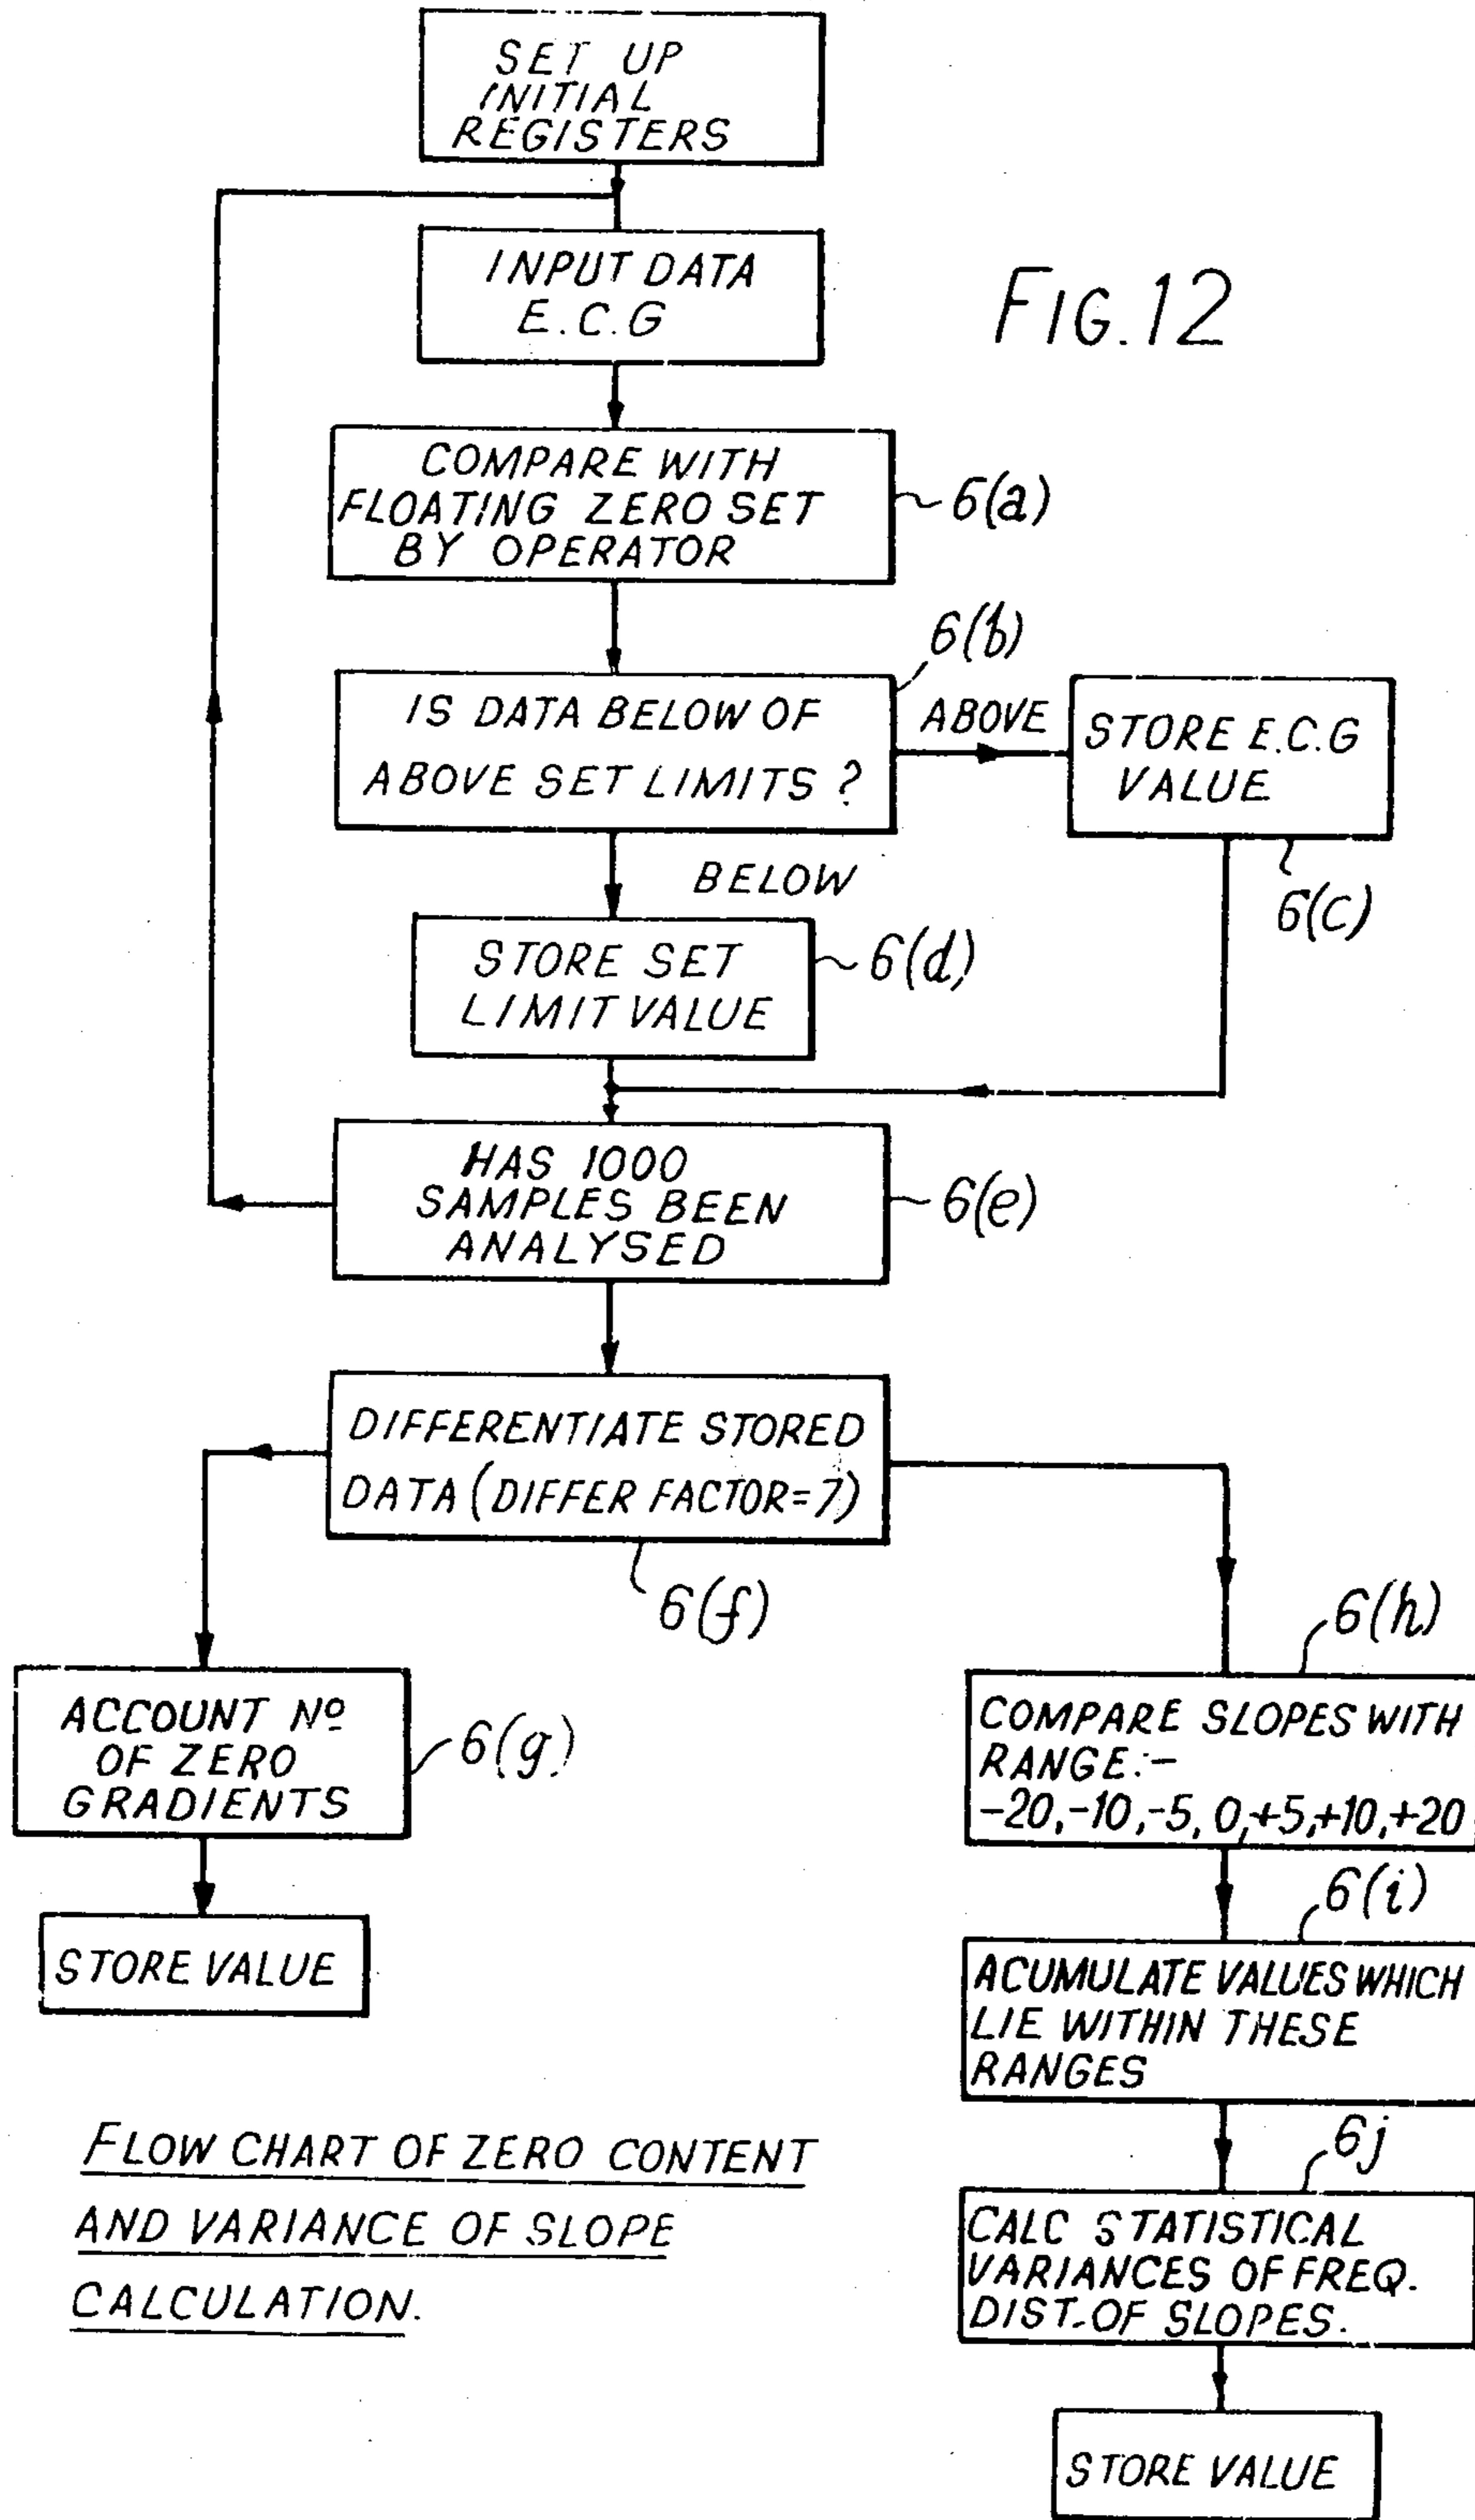 SET UP
INITIAL
REGISTERS
INPUT DATA
E.C.G
FIG.12
COMPARE WITH
FLOATING ZERO SET
BY OPERATOR
6(a)
6(b)
IS DATA BELOW OF
ABOVE SET LIMITS ?
ABOVE
STORE E.C.G
VALUE
6(c)
BELOW
STORE SET
LIMIT VALUE
6(d)
HAS 1000
SAMPLES BEEN
ANALYSED
6(e)
DIFFERENTIATE STORED
DATA (DIFFER FACTOR=7)
6(f)
ACCOUNT Nº
OF ZERO
GRADIENTS
6(g)
STORE VALUE
6(h)
COMPARE SLOPES WITH
RANGE:-
-20,-10,-5, 0,+5,+10,+20
6(i)
ACUMULATE VALUES WHICH
LIE WITHIN THESE
RANGES
6j
CALC STATISTICAL
VARIANCES OF FREQ.
DIST. OF SLOPES.
STORE VALUE
FLOW CHART OF ZERO CONTENT
AND VARIANCE OF SLOPE
CALCULATION.